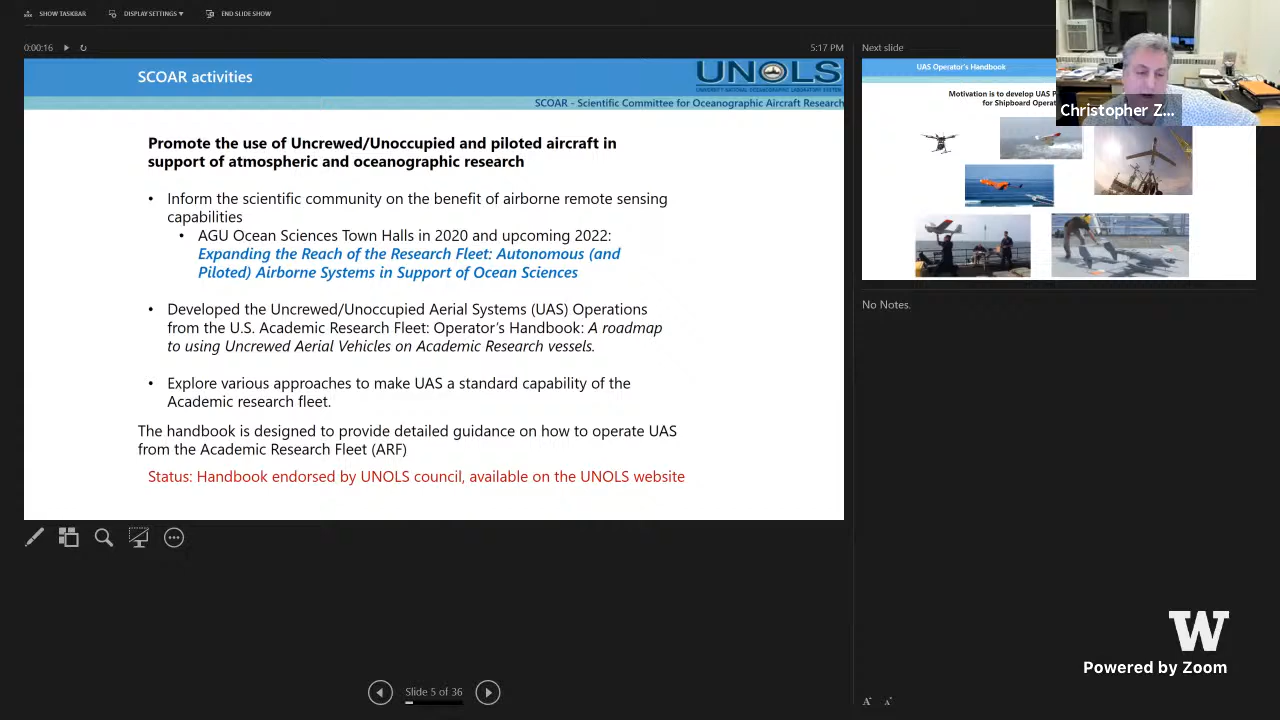 SHOW TASKBAR
DISPLAY SETTINGS
END SLIDE SHOW
0:00:16
5:17 PM
SCOAR activities
UNOLS
UNIVERSITY-NATIONAL OCEANOGRAPHIC LABORATORY SYSTEM
SCOAR - Scientific Committee for Oceanographic Aircraft Research
Promote the use of Uncrewed/Unoccupied and piloted aircraft in
support of atmospheric and oceanographic research
• Inform the scientific community on the benefit of airborne remote sensing
capabilities
• AGU Ocean Sciences Town Halls in 2020 and upcoming 2022:
Expanding the Reach of the Research Fleet: Autonomous (and
Piloted) Airborne Systems in Support of Ocean Sciences
• Developed the Uncrewed/Unoccupied Aerial Systems (UAS) Operations
from the U.S. Academic Research Fleet: Operator's Handbook: A roadmap
to using Uncrewed Aerial Vehicles on Academic Research vessels.
• Explore various approaches to make UAS a standard capability of the
Academic research fleet.
The handbook is designed to provide detailed guidance on how to operate UAS
from the Academic Research Fleet (ARF)
Status: Handbook endorsed by UNOLS council, available on the UNOLS website
Slide 5 of 36
Next slide
UAS Operator's Handbook
Motivation is to develop UAS
for Shipboard
Christopher Z...
No Notes.
W
Powered by Zoom